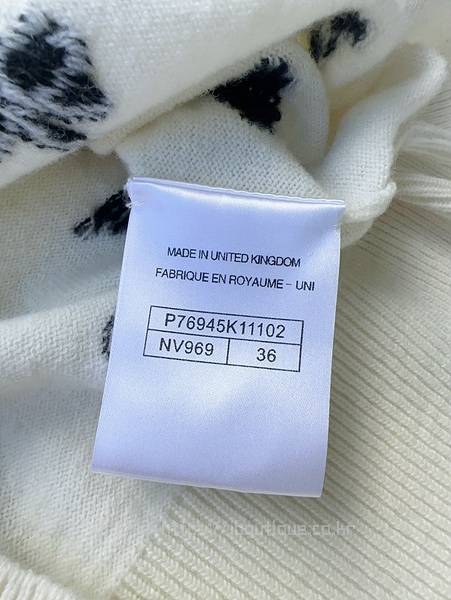 MADE IN UNITED KINGDOM
FABRIQUE EN ROYAUME - UNI
P76945K11102
NV969 36